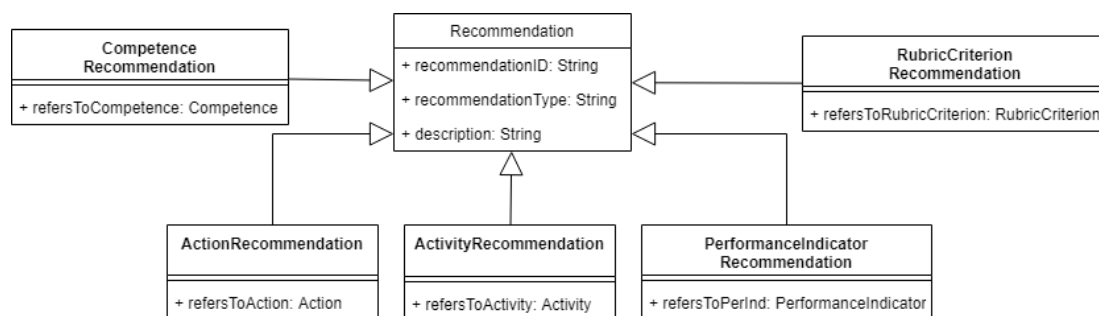 Competence
Recommendation
+ refersToCompetence: Competence
Recommendation
+ recommendationID: String
+ recommendationType: String
+ description: String
RubricCriterion
Recommendation
+ refersToRubricCriterion: RubricCriterion
ActionRecommendation
+ refersToAction: Action
ActivityRecommendation
+ refersToActivity: Activity
PerformanceIndicator
Recommendation
+ refersToPerInd: PerformanceIndicator